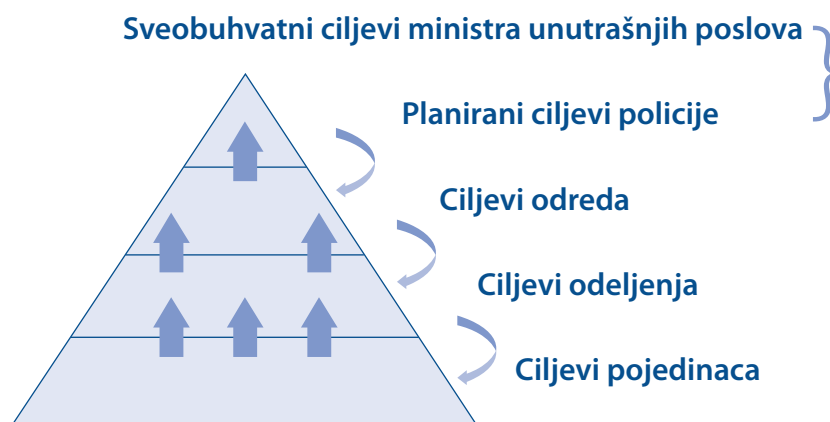 Sveobuhvatni ciljevi ministra unutrašnjih poslova
Planirani ciljevi policije
Ciljevi odreda
Ciljevi odeljenja
Ciljevi pojedinaca